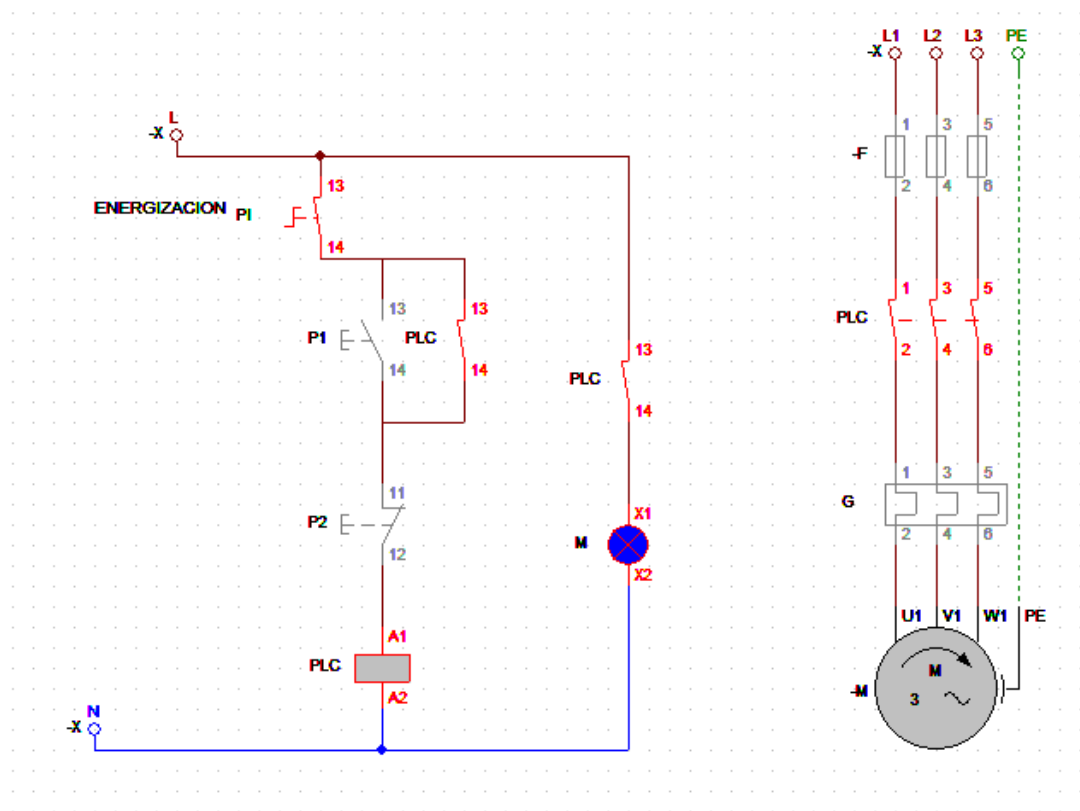 L
-X
13
ENERGIZACION PI
14
13
13
P1
PLC
14
14
11
P2
12
A1
PLC
A2
N
-X
13
PLC
14
X1
M
X2
L1 L2 L3 PE
-X
1 3 5
-F
2 4 6
1 3 5
PLC
2 4 6
1 3 5
G
2 4 6
U1 V1 W1 PE
M
-M
3